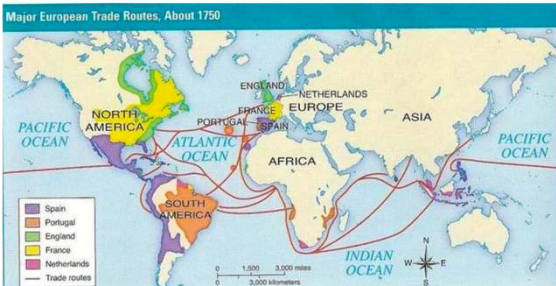 Major European Trade Routes, About 1750
ENGLAND
NETHERLANDS
FRANCE
EUROPE
NORTH
AMERICA
PORTUGAL
SPAIN
ASIA
PACIFIC
OCEAN
ATLANTIC
OCEAN
PACIFIC
OCEAN
AFRICA
SOUTH
AMERICA
Spain
Portugal
England
France
Netherlands
Trade routes
0 1,500 3,000 miles
0 3,000 kilometers
INDIAN
OCEAN
N
W E
S